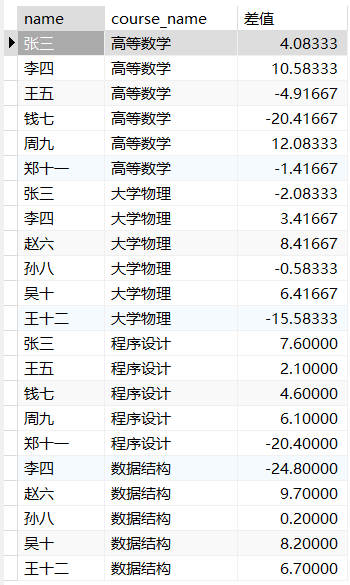 name course_name 差值
张三 高等数学 4.08333
李四 高等数学 10.58333
王五 高等数学 -4.91667
钱七 高等数学 -20.41667
周九 高等数学 12.08333
郑十一 高等数学 -1.41667
张三 大学物理 -2.08333
李四 大学物理 3.41667
赵六 大学物理 8.41667
孙八 大学物理 -0.58333
吴十 大学物理 6.41667
王十二 大学物理 -15.58333
张三 程序设计 7.60000
王五 程序设计 2.10000
钱七 程序设计 4.60000
周九 程序设计 6.10000
郑十一 程序设计 -20.40000
李四 数据结构 -24.80000
赵六 数据结构 9.70000
孙八 数据结构 0.20000
吴十 数据结构 8.20000
王十二 数据结构 6.70000